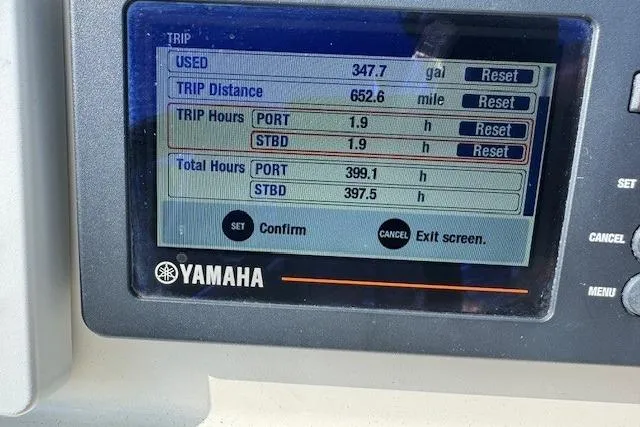 TRIP
USED 347.7 gal Reset
TRIP Distance 652.6 mile Reset
TRIP Hours PORT 1.9 h Reset
STBD 1.9 h Reset
Total Hours PORT 399.1 h
STBD 397.5 h
SET Confirm CANCEL Exit screen.
YAMAHA
SET
CANCEL
MENU